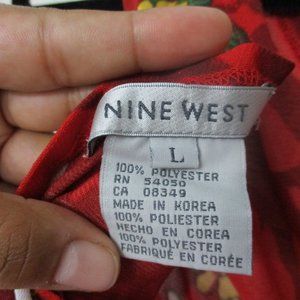 NINE WEST
L
100% POLYESTER
RN 54050
CA 08349
MADE IN KOREA
100% POLIESTER
HECHO EN COREA
100% POLYESTER
FABRIQUÉ EN CORÉE